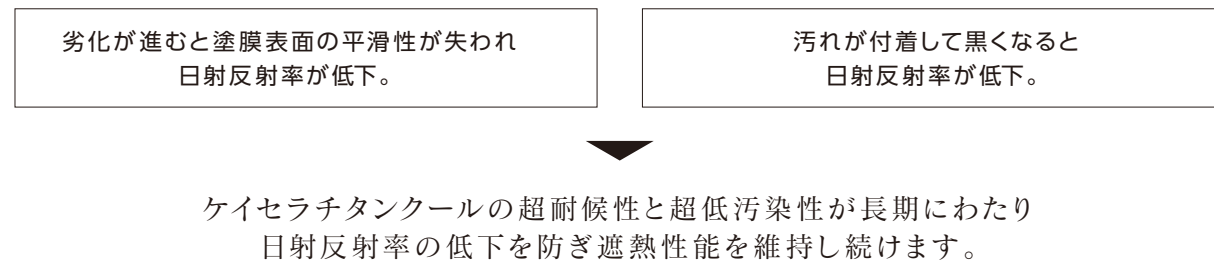 劣化が進むと塗膜表面の平滑性が失われ
日射反射率が低下。
汚れが付着して黒くなると
日射反射率が低下。
ケイセラチタンクールの超耐候性と超低汚染性が長期にわたり
日射反射率の低下を防ぎ遮熱性能を維持し続けます。